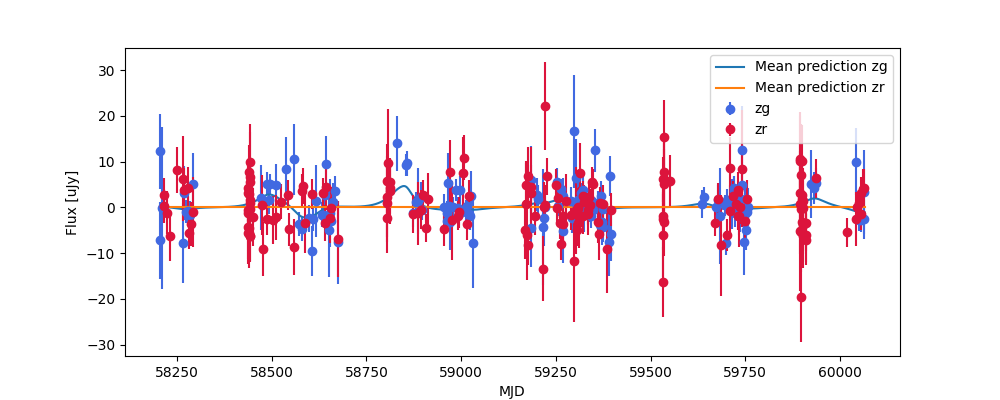 30
20
10
0
−10
−20
−30
Flux [uJy]
58250
58500
58750
59000
59250
59500
59750
60000
MJD
Mean prediction zg
Mean prediction zr
zg
zr